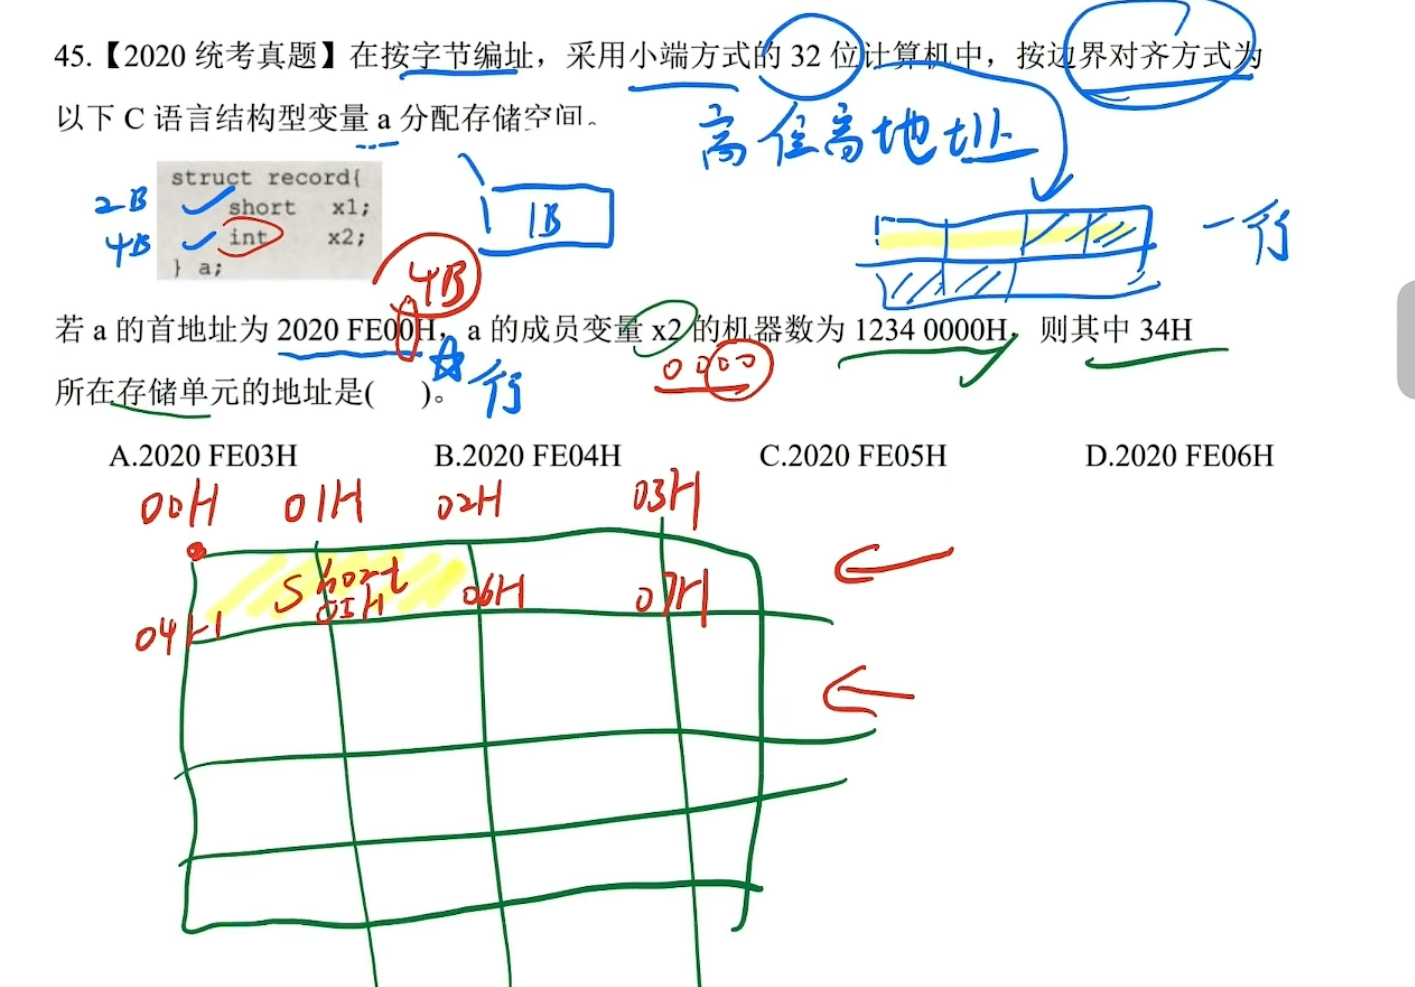 45.【2020 统考真题】在按字节编址，采用小端方式的 32 位计算机中，按边界对齐方式为
以下 C 语言结构型变量 a 分配存储空间。
高位高地址
struct record{
2B short x1;
4B int x2;
} a;
1B
一行
4B
若 a 的首地址为 2020 FE00H，a 的成员变量 x2 的机器数为 1234 0000H，则其中 34H
0000
所在存储单元的地址是( )。
行
A.2020 FE03H B.2020 FE04H C.2020 FE05H D.2020 FE06H
00H 01H 02H 03H
short
04H 05H 06H 07H